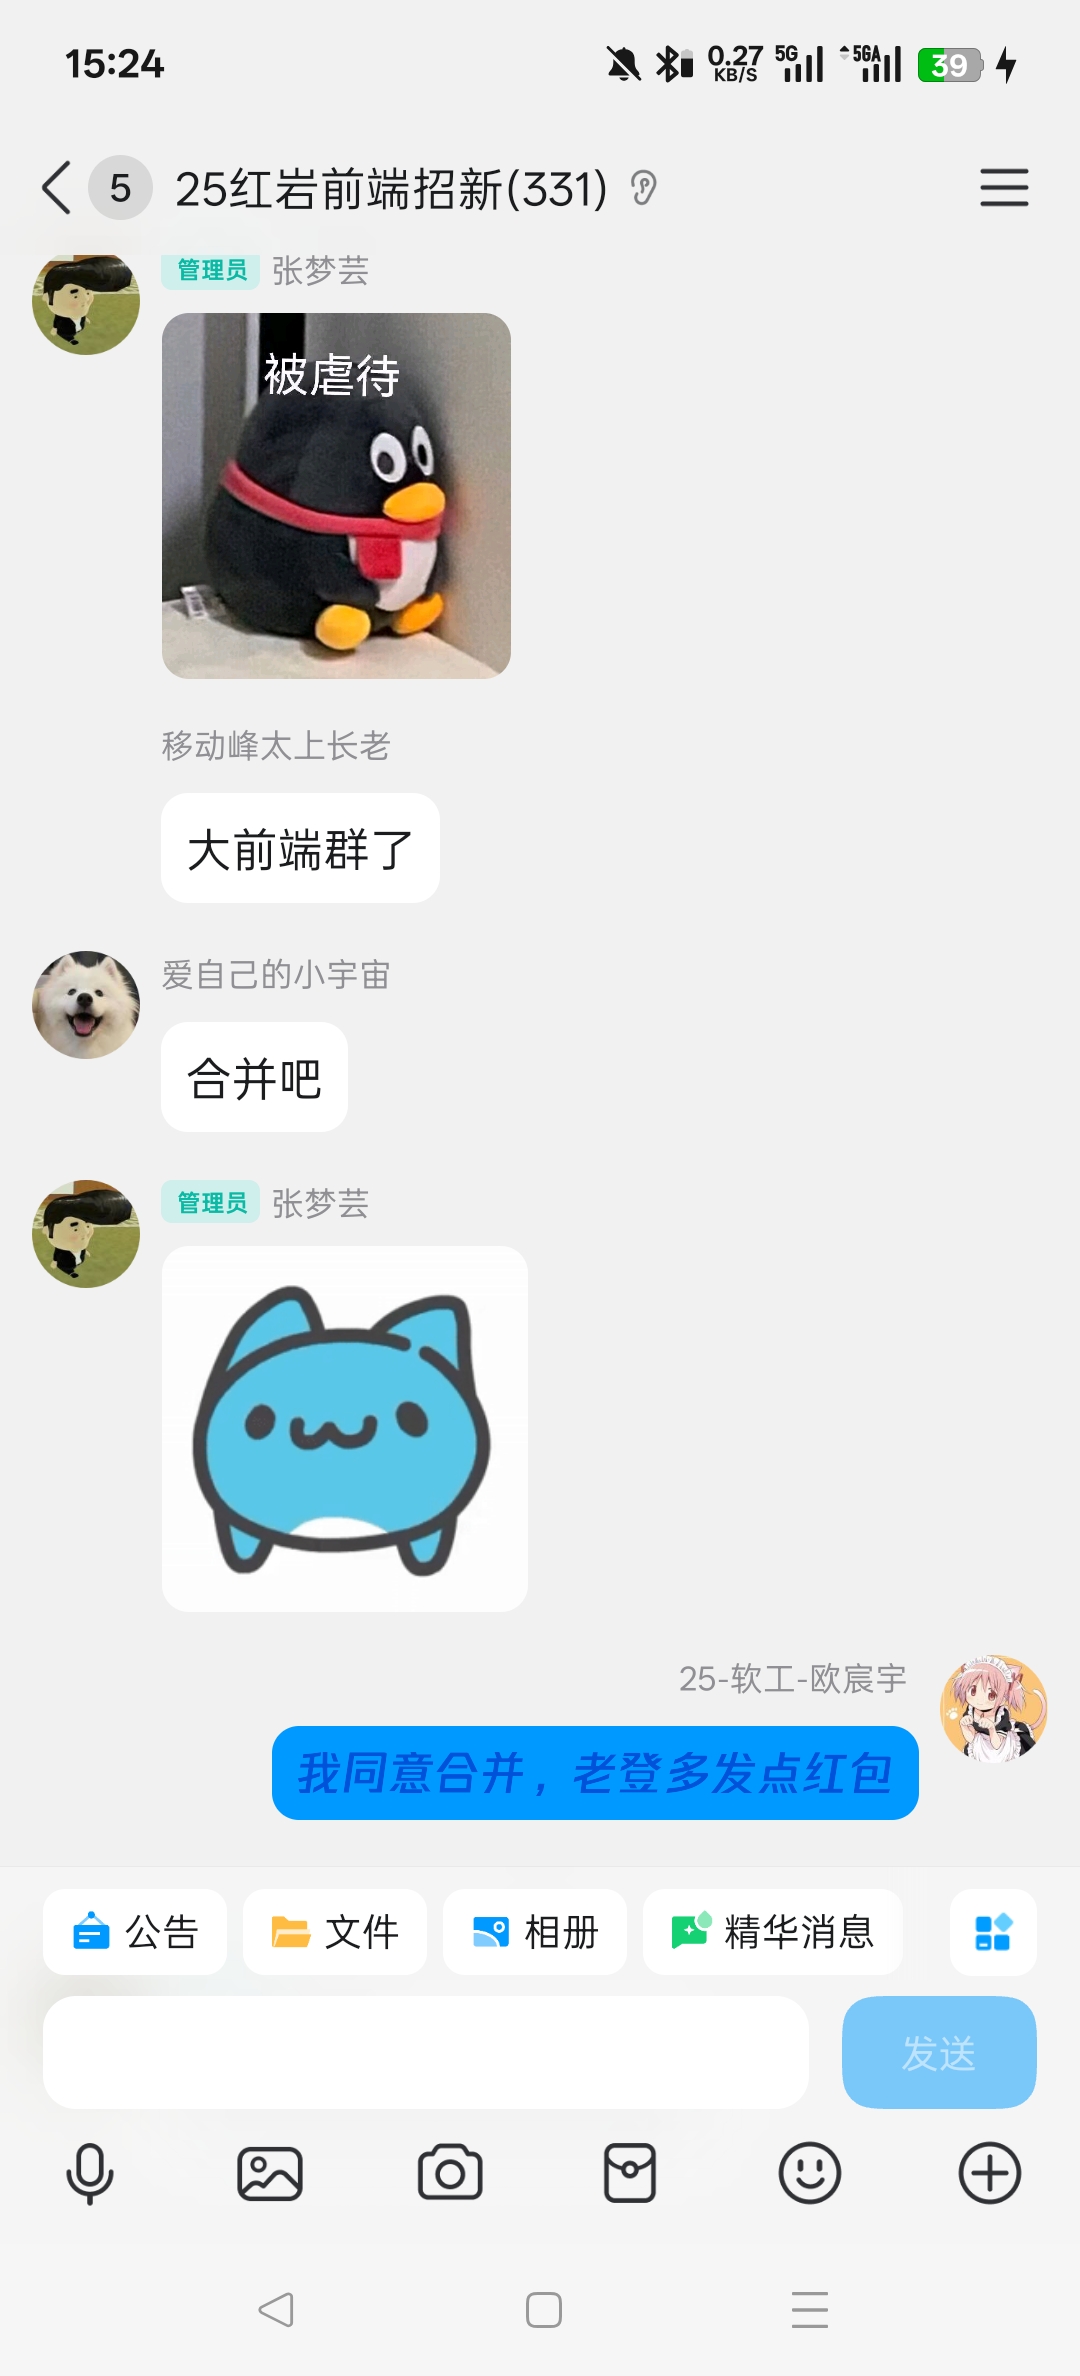 15:24
0.27
KB/S
5G
5GA
39
5
25红岩前端招新(331)
管理员
张梦芸
被虐待
移动峰太上长老
大前端群了
爱自己的小宇宙
合并吧
管理员
张梦芸
25-软工-欧宸宇
我同意合并，老登多发点红包
公告
文件
相册
精华消息
发送